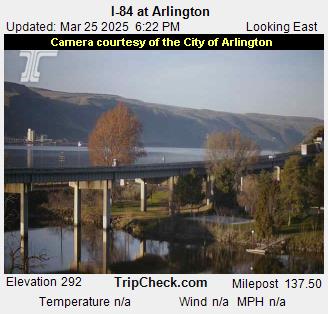 I-84 at Arlington
Updated: Mar 25 2025 6:22 PM Looking East
Camera courtesy of the City of Arlington
Elevation 292 TripCheck.com Milepost 137.50
Temperature n/a Wind n/a MPH n/a